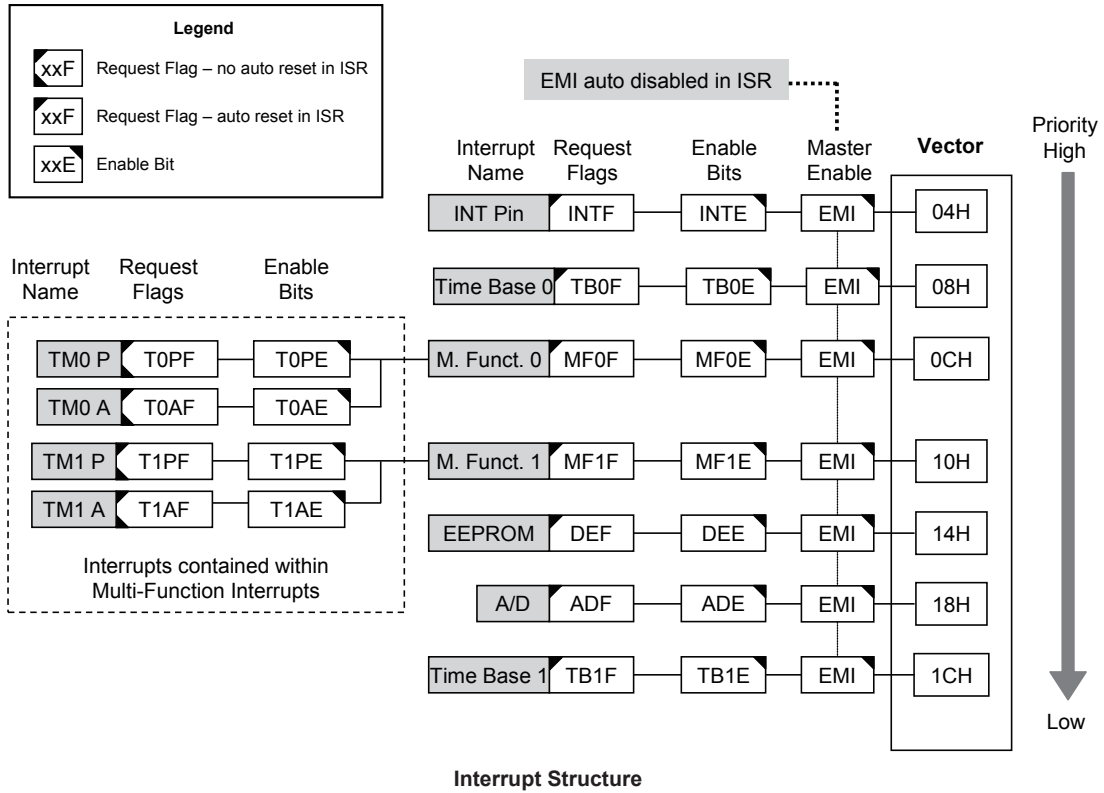 Legend
xxF Request Flag – no auto reset in ISR
xxF Request Flag – auto reset in ISR
xxE Enable Bit
EMI auto disabled in ISR
Interrupt Name Request Flags Enable Bits Master Enable Vector Priority High
INT Pin INTF INTE EMI 04H
Time Base 0 TB0F TB0E EMI 08H
Interrupt Name Request Flags Enable Bits
TM0 P T0PF T0PE M. Funct. 0 MF0F MF0E EMI 0CH
TM0 A T0AF T0AE
TM1 P T1PF T1PE M. Funct. 1 MF1F MF1E EMI 10H
TM1 A T1AF T1AE
EEPROM DEF DEE EMI 14H
Interrupts contained within
Multi-Function Interrupts
A/D ADF ADE EMI 18H
Time Base 1 TB1F TB1E EMI 1CH
Low
Interrupt Structure